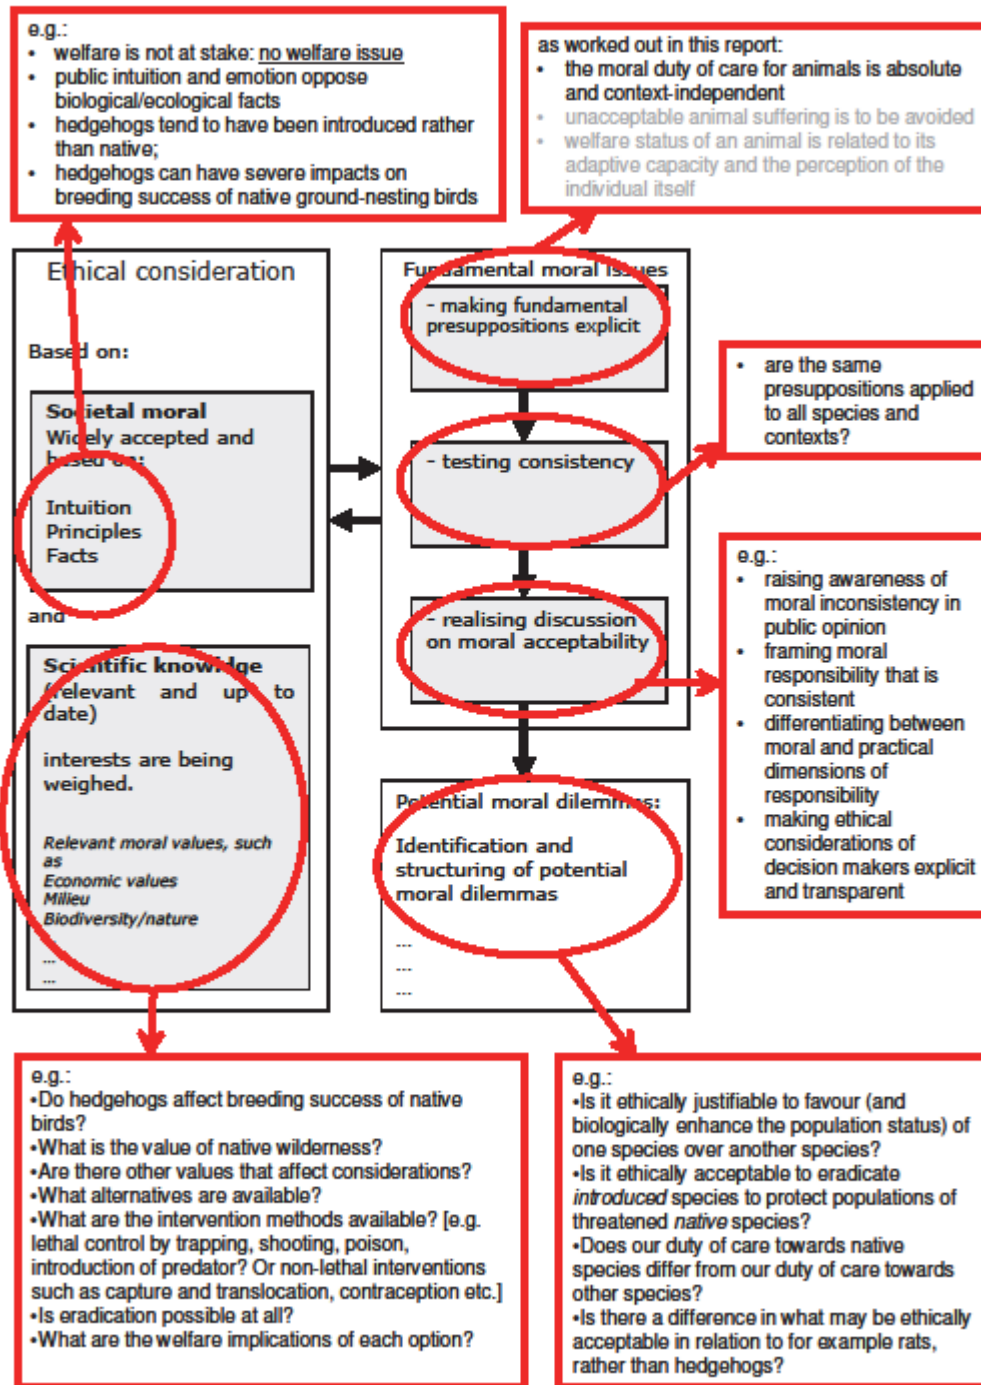 e.g.:
• welfare is not at stake: no welfare issue
• public intuition and emotion oppose
biological/ecological facts
• hedgehogs tend to have been introduced rather
than native;
• hedgehogs can have severe impacts on
breeding success of native ground-nesting birds
as worked out in this report:
• the moral duty of care for animals is absolute
and context-independent
• unacceptable animal suffering is to be avoided
• welfare status of an animal is related to its
adaptive capacity and the perception of the
individual itself
Ethical consideration
Based on:
Societal moral
Widely accepted and
based on:
Intuition
Principles
Facts
and
Scientific knowldge
(relevant and up to
date)
interests are being
weighed.
Relevant moral values, such
as
Economic values
Milieu
Biodiversity/nature
...
...
Fundamental moral issues
- making fundamental
presuppositions explicit
- testing consistency
- realising discussion
on moral acceptability
Potential moral dilemmas:
Identification and
structuring of potential
moral dilemmas
...
...
...
• are the same
presuppositions applied
to all species and
contexts?
e.g.:
• raising awareness of
moral inconsistency in
public opinion
• framing moral
responsibility that is
consistent
• differentiating between
moral and practical
dimensions of
responsibility
• making ethical
considerations of
decision makers explicit
and transparent
e.g.:
•Do hedgehogs affect breeding success of native
birds?
•What is the value of native wilderness?
•Are there other values that affect considerations?
•What alternatives are available?
•What are the intervention methods available? [e.g.
lethal control by trapping, shooting, poison,
introduction of predator? Or non-lethal interventions
such as capture and translocation, contraception etc.]
•Is eradication possible at all?
•What are the welfare implications of each option?
e.g.:
•Is it ethically justifiable to favour (and
biologically enhance the population status) of
one species over another species?
•Is it ethically acceptable to eradicate
introduced species to protect populations of
threatened native species?
•Does our duty of care towards native
species differ from our duty of care towards
other species?
•Is there a difference in what may be ethically
acceptable in relation to for example rats,
rather than hedgehogs?